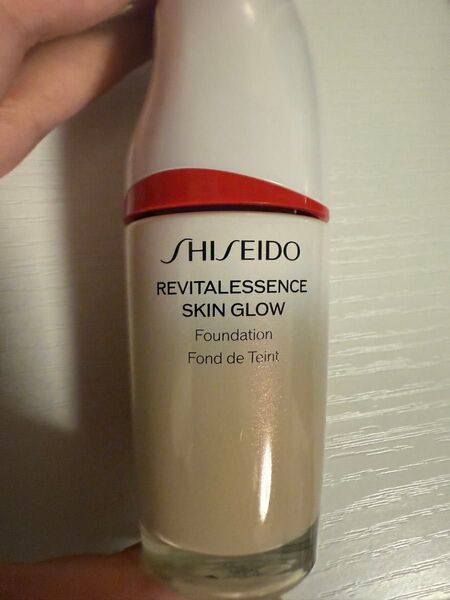 SHISEIDO
REVITALESSENCE
SKIN GLOW
Foundation
Fond de Teint